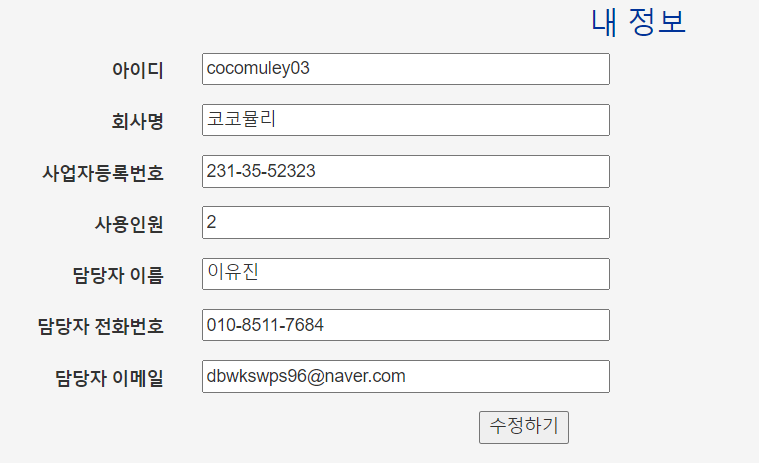 내 정보
아이디 cocomuley03
회사명 코코뮬리
사업자등록번호 231-35-52323
사용인원 2
담당자 이름 이유진
담당자 전화번호 010-8511-7684
담당자 이메일 dbwkswps96@naver.com
수정하기